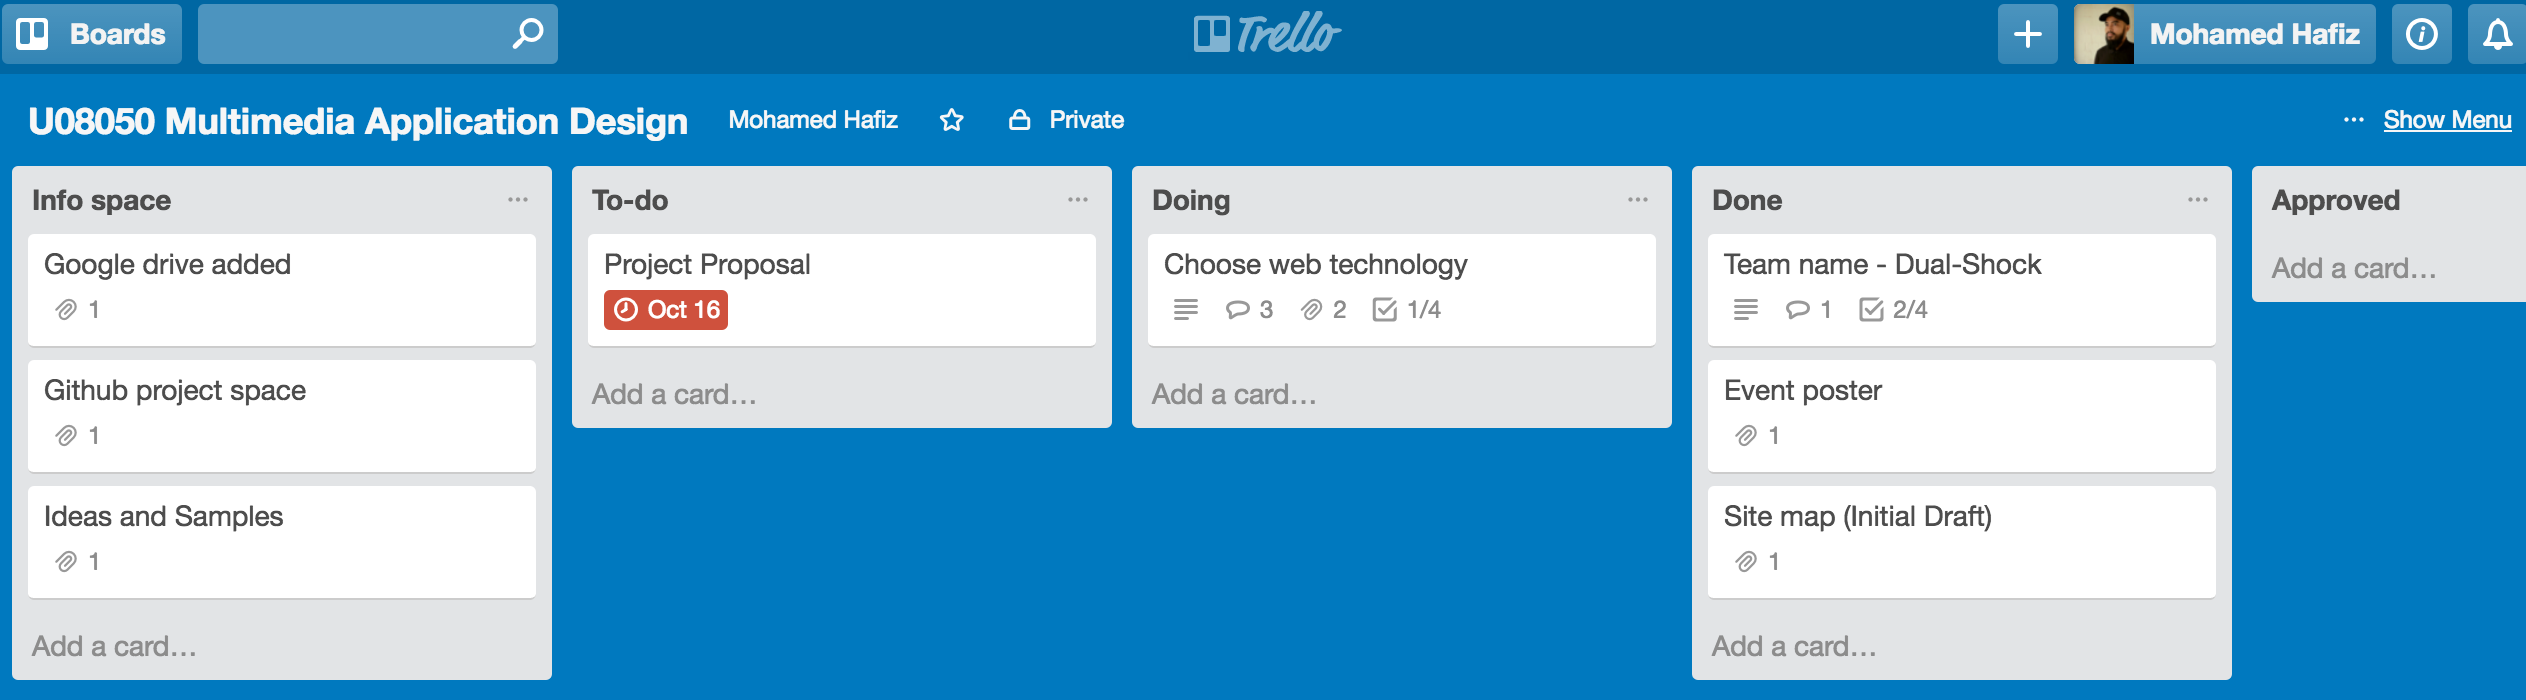 Boards
Trello
Mohamed Hafiz
U08050 Multimedia Application Design
Mohamed Hafiz
Private
... Show Menu
Info space
Google drive added
1
Github project space
1
Ideas and Samples
1
Add a card...
To-do
Project Proposal
Oct 16
Add a card...
Doing
Choose web technology
3 2 1/4
Add a card...
Done
Team name - Dual-Shock
1 2/4
Event poster
1
Site map (Initial Draft)
1
Add a card...
Approved
Add a card...